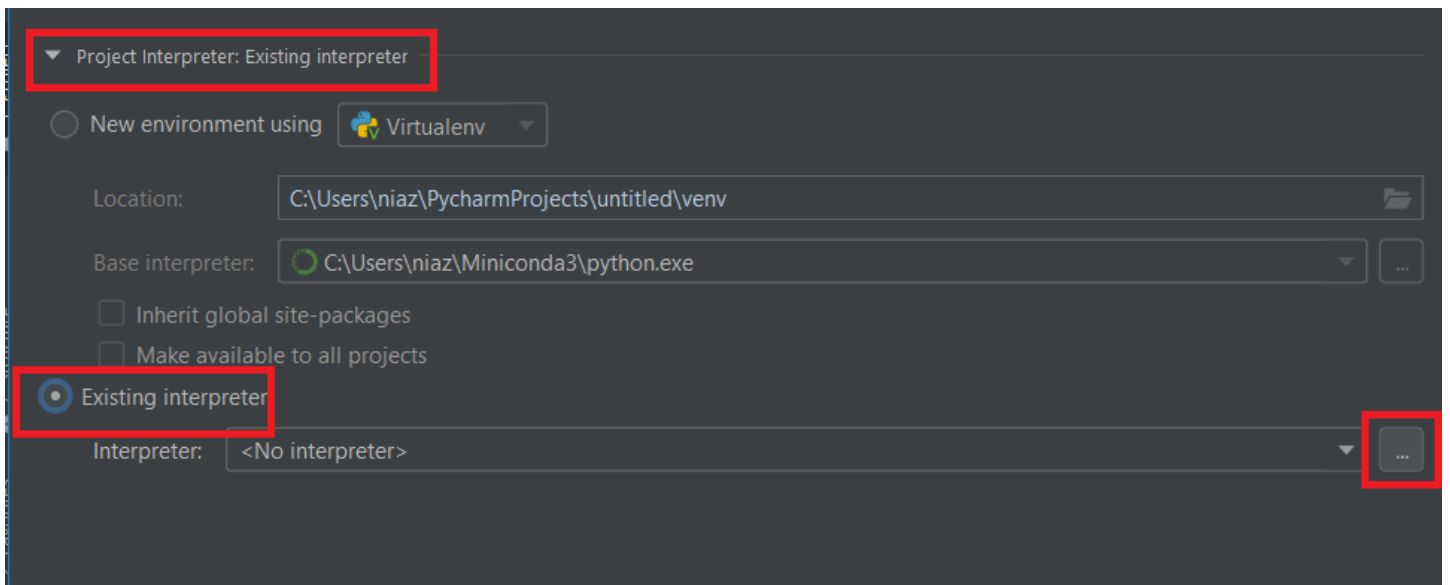 Project Interpreter: Existing interpreter
New environment using Virtualenv
Location: C:\Users\niaz\PycharmProjects\untitled\venv
Base interpreter: C:\Users\niaz\Miniconda3\python.exe ...
Inherit global site-packages
Make available to all projects
Existing interpreter
Interpreter: <No interpreter> ...